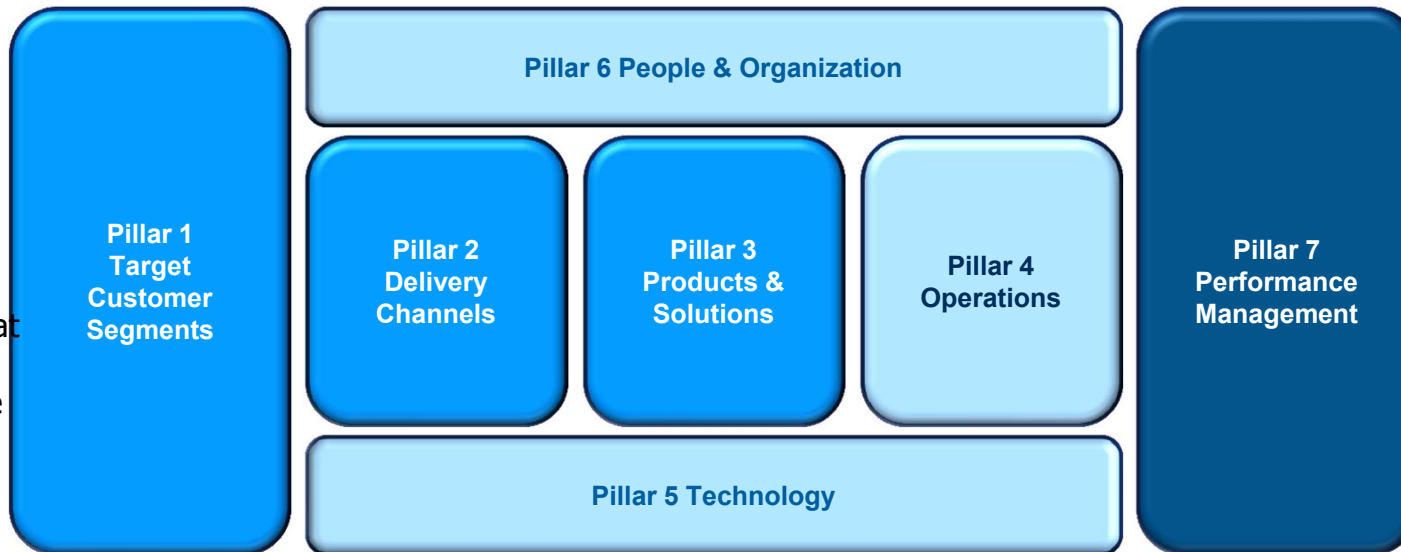 Pillar 6 People & Organization
Pillar 1
Target
Customer
Segments
Pillar 2
Delivery
Channels
Pillar 3
Products &
Solutions
Pillar 4
Operations
Pillar 7
Performance
Management
at
e
Pillar 5 Technology